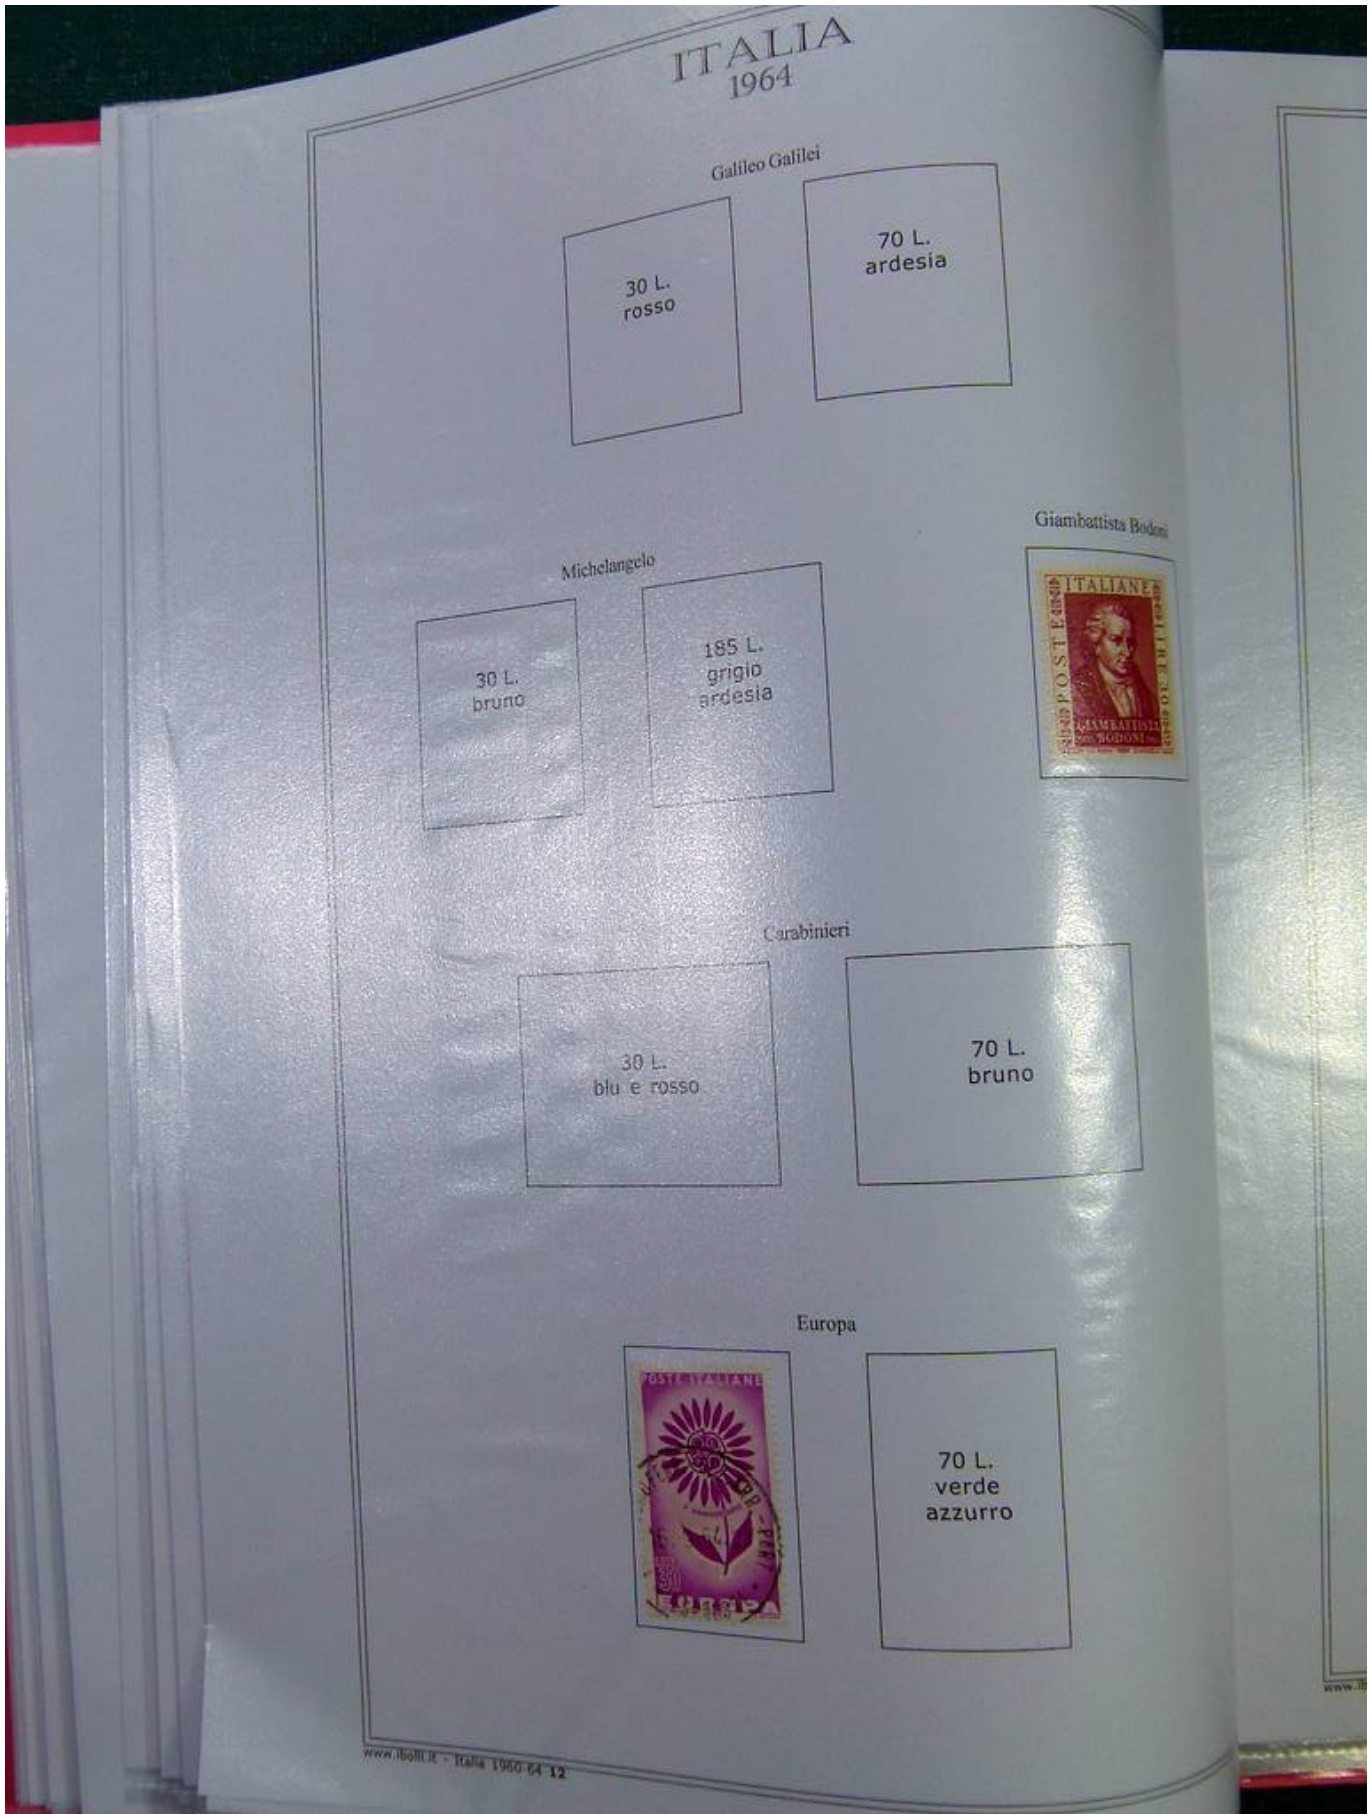 ITALIA
1964
Galileo Galilei
30 L.
rosso
70 L.
ardesia
Michelangelo
30 L.
bruno
185 L.
grigio
ardesia
Giambattista Bodoni
POSTE ITALIANE LIRE 30
GIAMBATTISTA
BODONI
Carabinieri
30 L.
blu e rosso
70 L.
bruno
Europa
POSTE ITALIANE
EUROPA
70 L.
verde
azzurro
www.ibolli.it - Italia 1960-64 12
www.ib